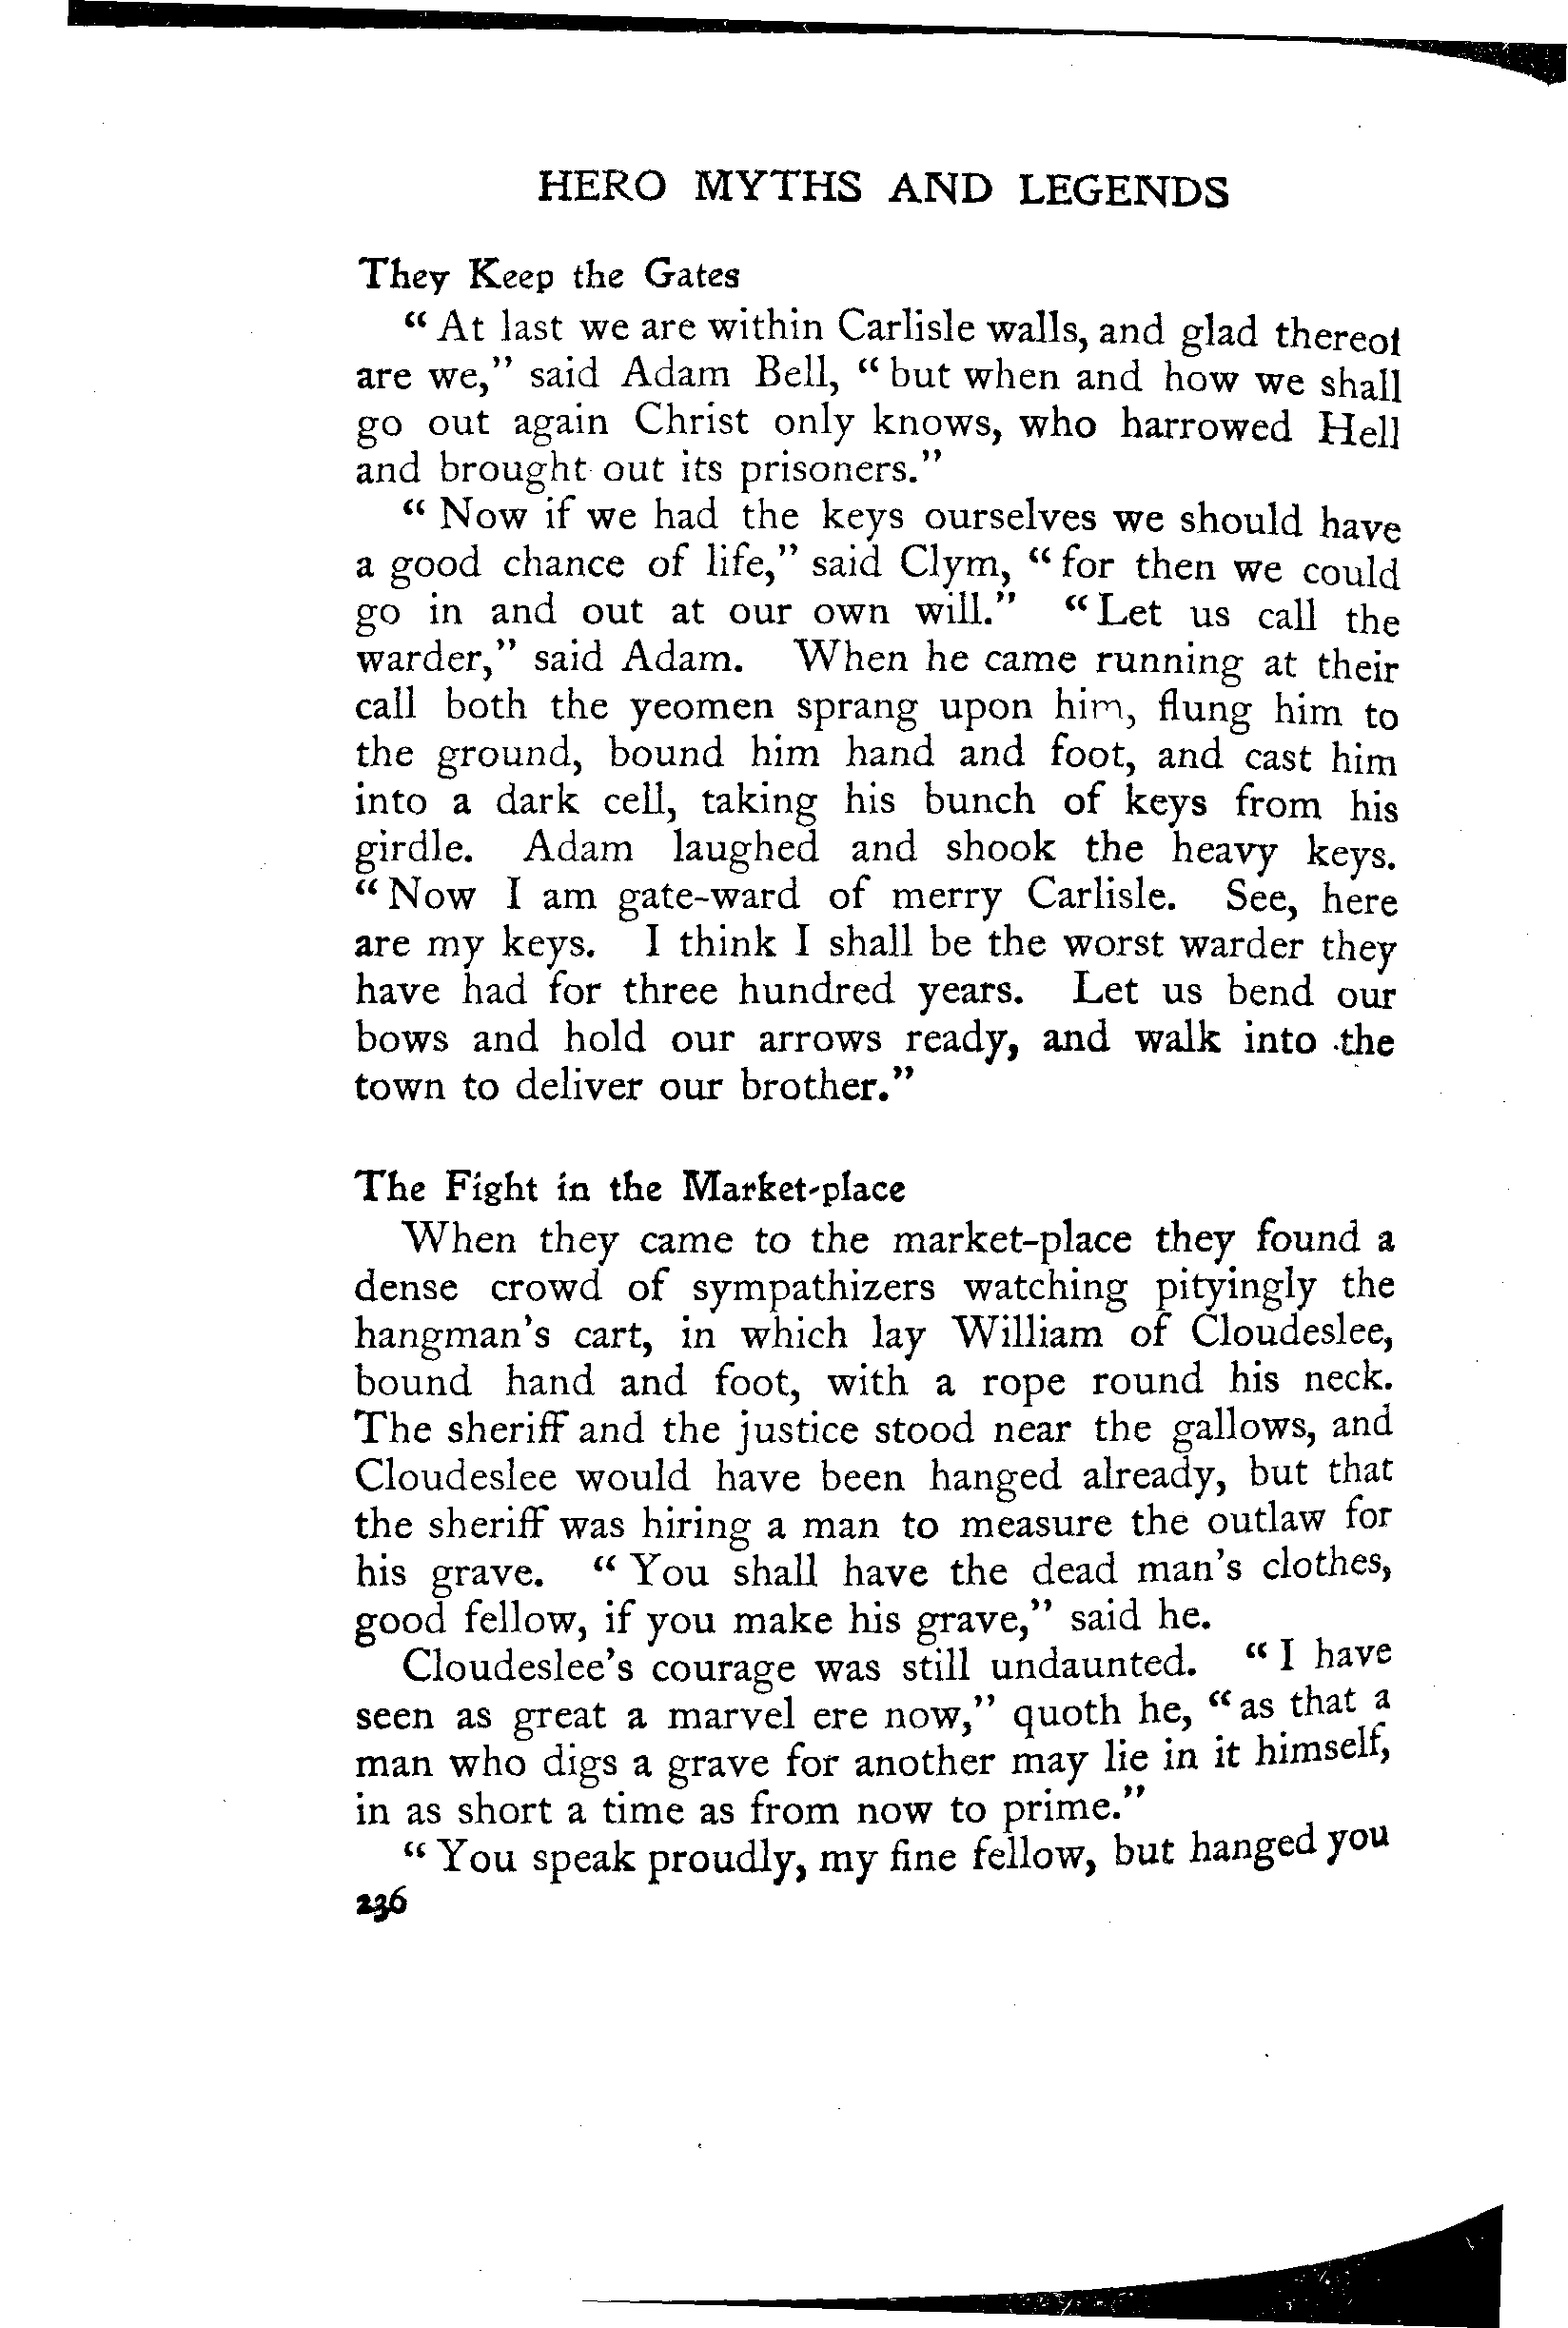 HERO MYTHS AND LEGENDS
They Keep the Gates
“At last we are within Carlisle walls, and glad thereof
are we,” said Adam Bell, “but when and how we shall
go out again Christ only knows, who harrowed Hell
and brought out its prisoners.”
“Now if we had the keys ourselves we should have
a good chance of life,” said Clym, “for then we could
go in and out at our own will.” “Let us call the
warder,” said Adam. When he came running at their
call both the yeomen sprang upon him, flung him to
the ground, bound him hand and foot, and cast him
into a dark cell, taking his bunch of keys from his
girdle. Adam laughed and shook the heavy keys.
“Now I am gate-ward of merry Carlisle. See, here
are my keys. I think I shall be the worst warder they
have had for three hundred years. Let us bend our
bows and hold our arrows ready, and walk into the
town to deliver our brother.”
The Fight in the Market-place
When they came to the market-place they found a
dense crowd of sympathizers watching pityingly the
hangman's cart, in which lay William of Cloudeslee,
bound hand and foot, with a rope round his neck.
The sheriff and the justice stood near the gallows, and
Cloudeslee would have been hanged already, but that
the sheriff was hiring a man to measure the outlaw for
his grave. “You shall have the dead man's clothes,
good fellow, if you make his grave,” said he.
Cloudeslee's courage was still undaunted. “I have
seen as great a marvel ere now,” quoth he, “as that a
man who digs a grave for another may lie in it himself,
in as short a time as from now to prime.”
“You speak proudly, my fine fellow, but hanged you
236